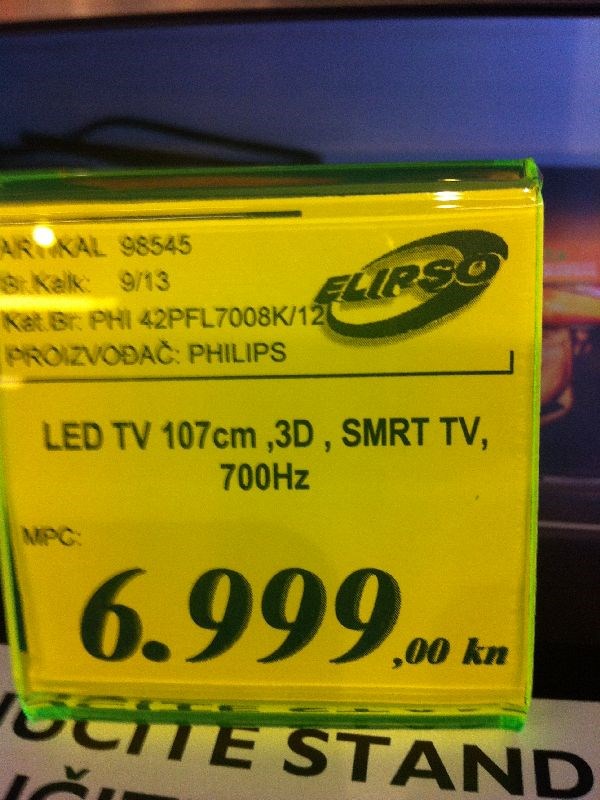 ARTIKAL 98545
Br.Kalk: 9/13
Kat.Br: PHI 42PFL7008K/12
PROIZVOĐAČ: PHILIPS
ELIPSO
LED TV 107cm ,3D , SMRT TV,
700Hz
MPC:
6.999,00 kn
STAND